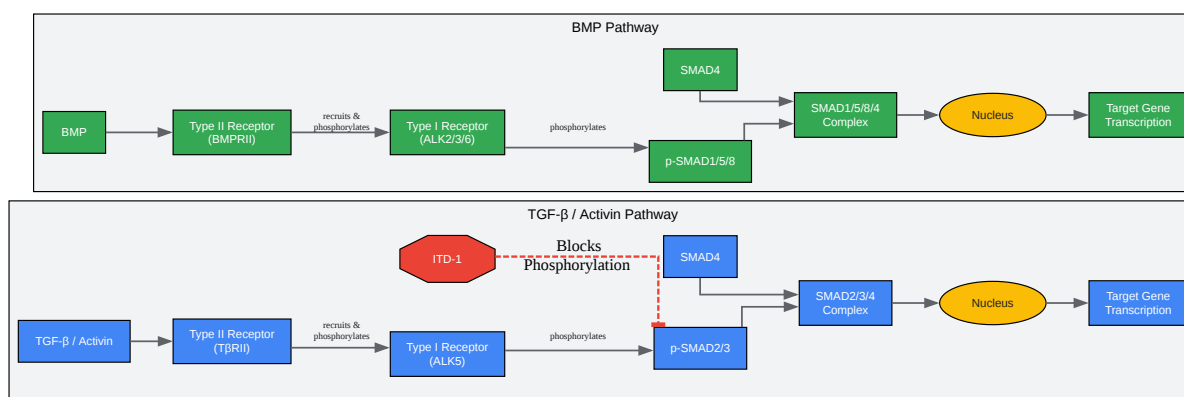 BMP Pathway
SMAD4
BMP
Type II Receptor
(BMPRII)
recruits &
phosphorylates
Type I Receptor
(ALK2/3/6)
phosphorylates
p-SMAD1/5/8
SMAD1/5/8/4
Complex
Nucleus
Target Gene
Transcription
TGF-β / Activin Pathway
ITD-1
Blocks
Phosphorylation
SMAD4
TGF-β / Activin
Type II Receptor
(TβRII)
recruits &
phosphorylates
Type I Receptor
(ALK5)
phosphorylates
p-SMAD2/3
SMAD2/3/4
Complex
Nucleus
Target Gene
Transcription